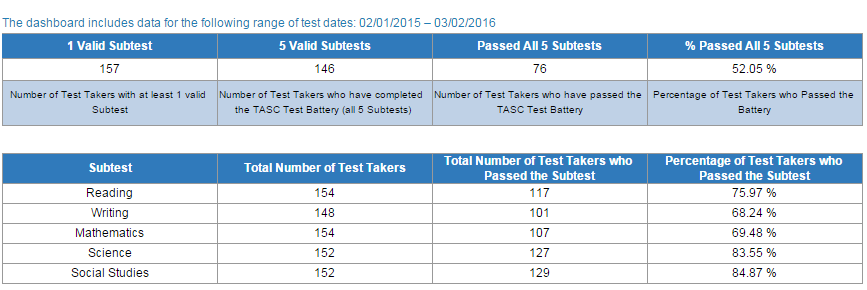 The dashboard includes data for the following range of test dates: 02/01/2015 – 03/02/2016
1 Valid Subtest 5 Valid Subtests Passed All 5 Subtests % Passed All 5 Subtests
157 146 76 52.05 %
Number of Test Takers with at least 1 valid Number of Test Takers who have completed Number of Test Takers who have passed the Percentage of Test Takers who Passed the
Subtest the TASC Test Battery (all 5 Subtests) TASC Test Battery Battery
Subtest Total Number of Test Takers Total Number of Test Takers who Percentage of Test Takers who
Passed the Subtest Passed the Subtest
Reading 154 117 75.97 %
Writing 148 101 68.24 %
Mathematics 154 107 69.48 %
Science 152 127 83.55 %
Social Studies 152 129 84.87 %